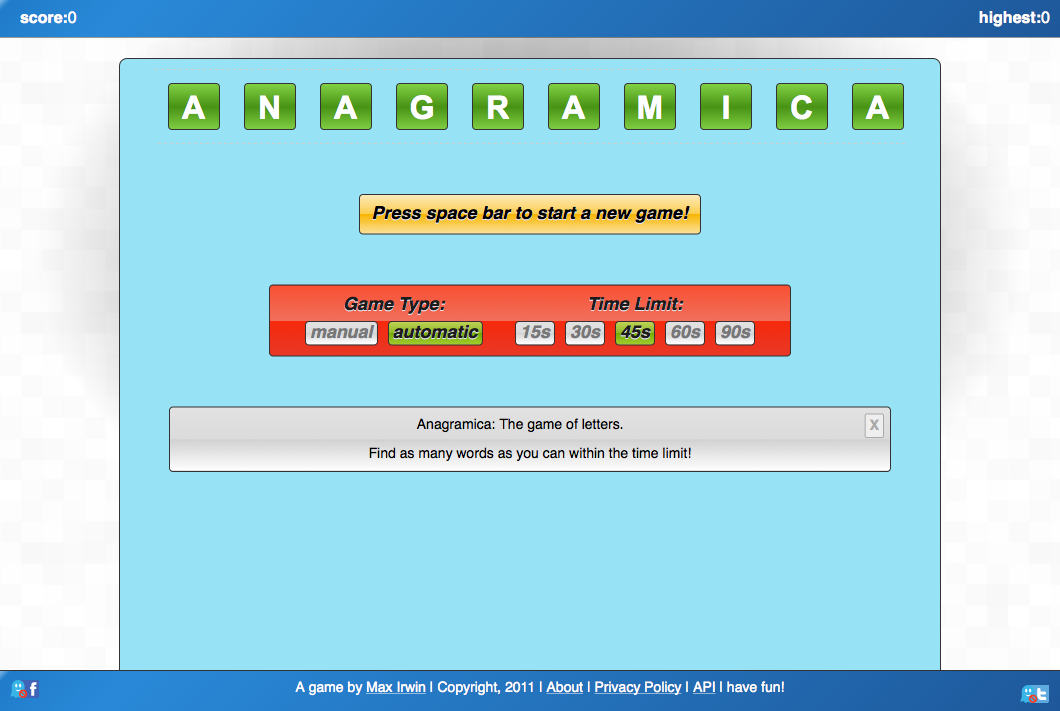 score:0 highest:0
A N A G R A M I C A
Press space bar to start a new game!
Game Type: Time Limit:
manual automatic 15s 30s 45s 60s 90s
Anagramica: The game of letters. X
Find as many words as you can within the time limit!
f A game by Max Irwin | Copyright, 2011 | About | Privacy Policy | API | have fun! t